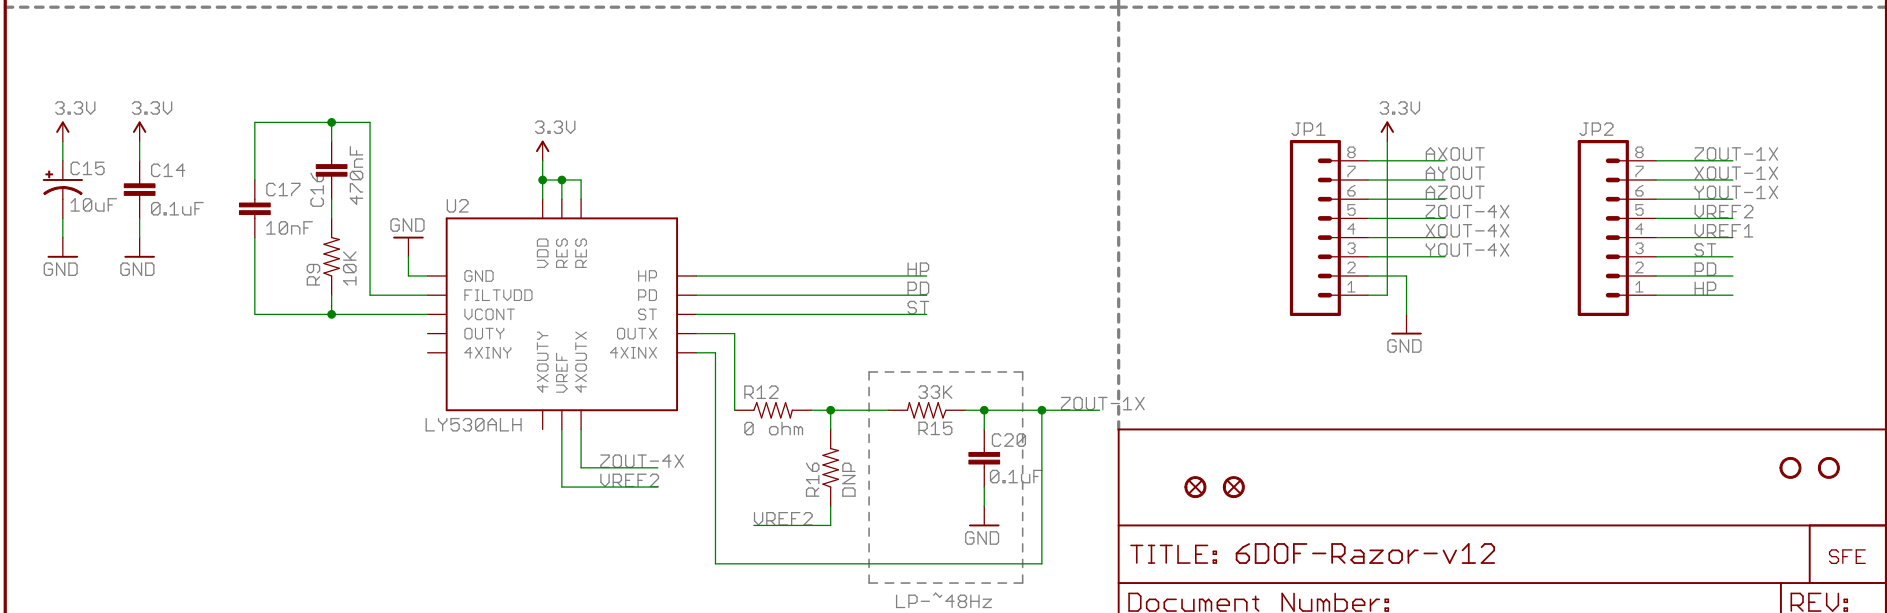 3.3V
3.3V
C15
10uF
GND
C14
0.1uF
GND
C17
10nF
C16
470nF
R9
10K
GND
3.3V
U2
VDD
RES
RES
GND
FILTVDD
VCONT
OUTY
4XINY
HP
PD
ST
OUTX
4XINX
4XOUTY
VREF
4XOUTX
LY530ALH
HP
PD
ST
ZOUT-4X
VREF2
R12
0 ohm
R16
DNP
VREF2
33K
R15
C20
0.1uF
GND
ZOUT-1X
LP-~48Hz
3.3V
JP1
8 AXOUT
7 AYOUT
6 AZOUT
5 ZOUT-4X
4 XOUT-4X
3 YOUT-4X
2
1
GND
JP2
8 ZOUT-1X
7 XOUT-1X
6 YOUT-1X
5 VREF2
4 VREF1
3 ST
2 PD
1 HP
TITLE: 6DOF-Razor-v12
SFE
Document Number:
REV: